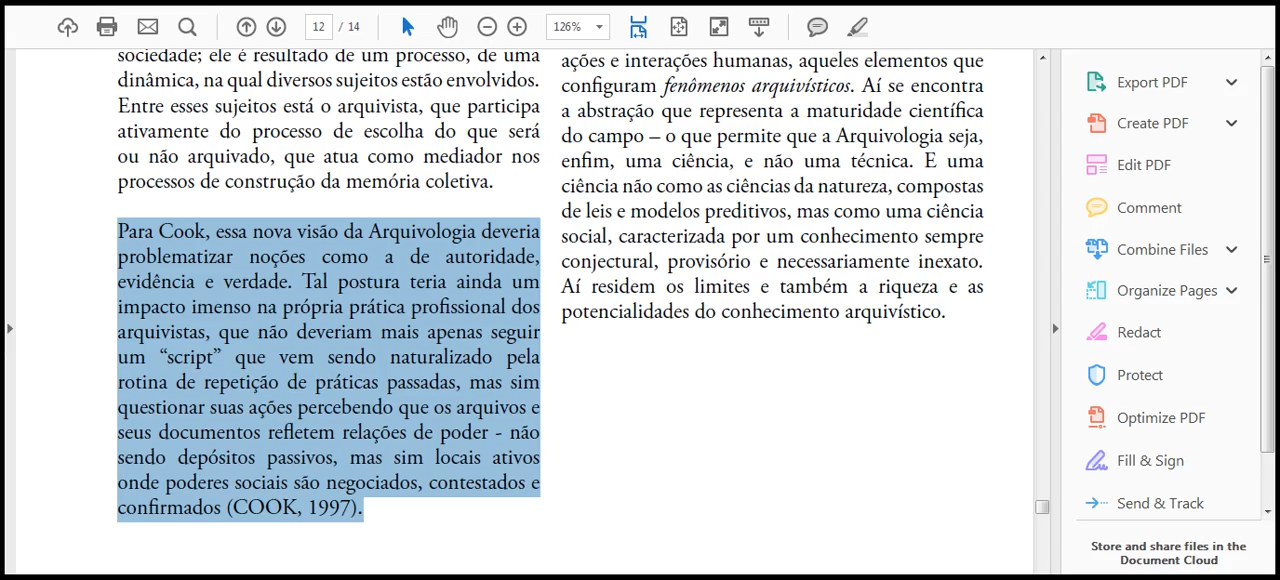 12 / 14
126%
sociedade; ele é resultado de um processo, de uma
dinâmica, na qual diversos sujeitos estão envolvidos.
Entre esses sujeitos está o arquivista, que participa
ativamente do processo de escolha do que será
ou não arquivado, que atua como mediador nos
processos de construção da memória coletiva.
Para Cook, essa nova visão da Arquivologia deveria
problematizar noções como a de autoridade,
evidência e verdade. Tal postura teria ainda um
impacto imenso na própria prática profissional dos
arquivistas, que não deveriam mais apenas seguir
um “script” que vem sendo naturalizado pela
rotina de repetição de práticas passadas, mas sim
questionar suas ações percebendo que os arquivos e
seus documentos refletem relações de poder - não
sendo depósitos passivos, mas sim locais ativos
onde poderes sociais são negociados, contestados e
confirmados (COOK, 1997).
ações e interações humanas, aqueles elementos que
configuram fenômenos arquivísticos. Aí se encontra
a abstração que representa a maturidade científica
do campo – o que permite que a Arquivologia seja,
enfim, uma ciência, e não uma técnica. E uma
ciência não como as ciências da natureza, compostas
de leis e modelos preditivos, mas como uma ciência
social, caracterizada por um conhecimento sempre
conjectural, provisório e necessariamente inexato.
Aí residem os limites e também a riqueza e as
potencialidades do conhecimento arquivístico.
Export PDF
Create PDF
Edit PDF
Comment
Combine Files
Organize Pages
Redact
Protect
Optimize PDF
Fill & Sign
Send & Track
Store and share files in the
Document Cloud